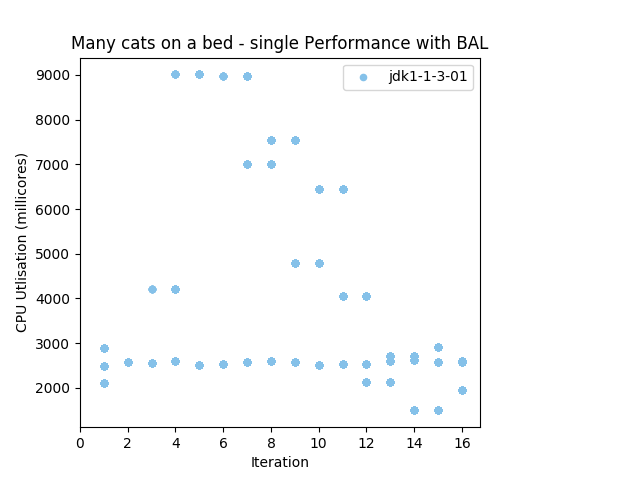 Many cats on a bed - single Performance with BAL
jdk1-1-3-01
9000
8000
7000
6000
5000
4000
3000
2000
CPU Utlisation (millicores)
0 2 4 6 8 10 12 14 16
Iteration